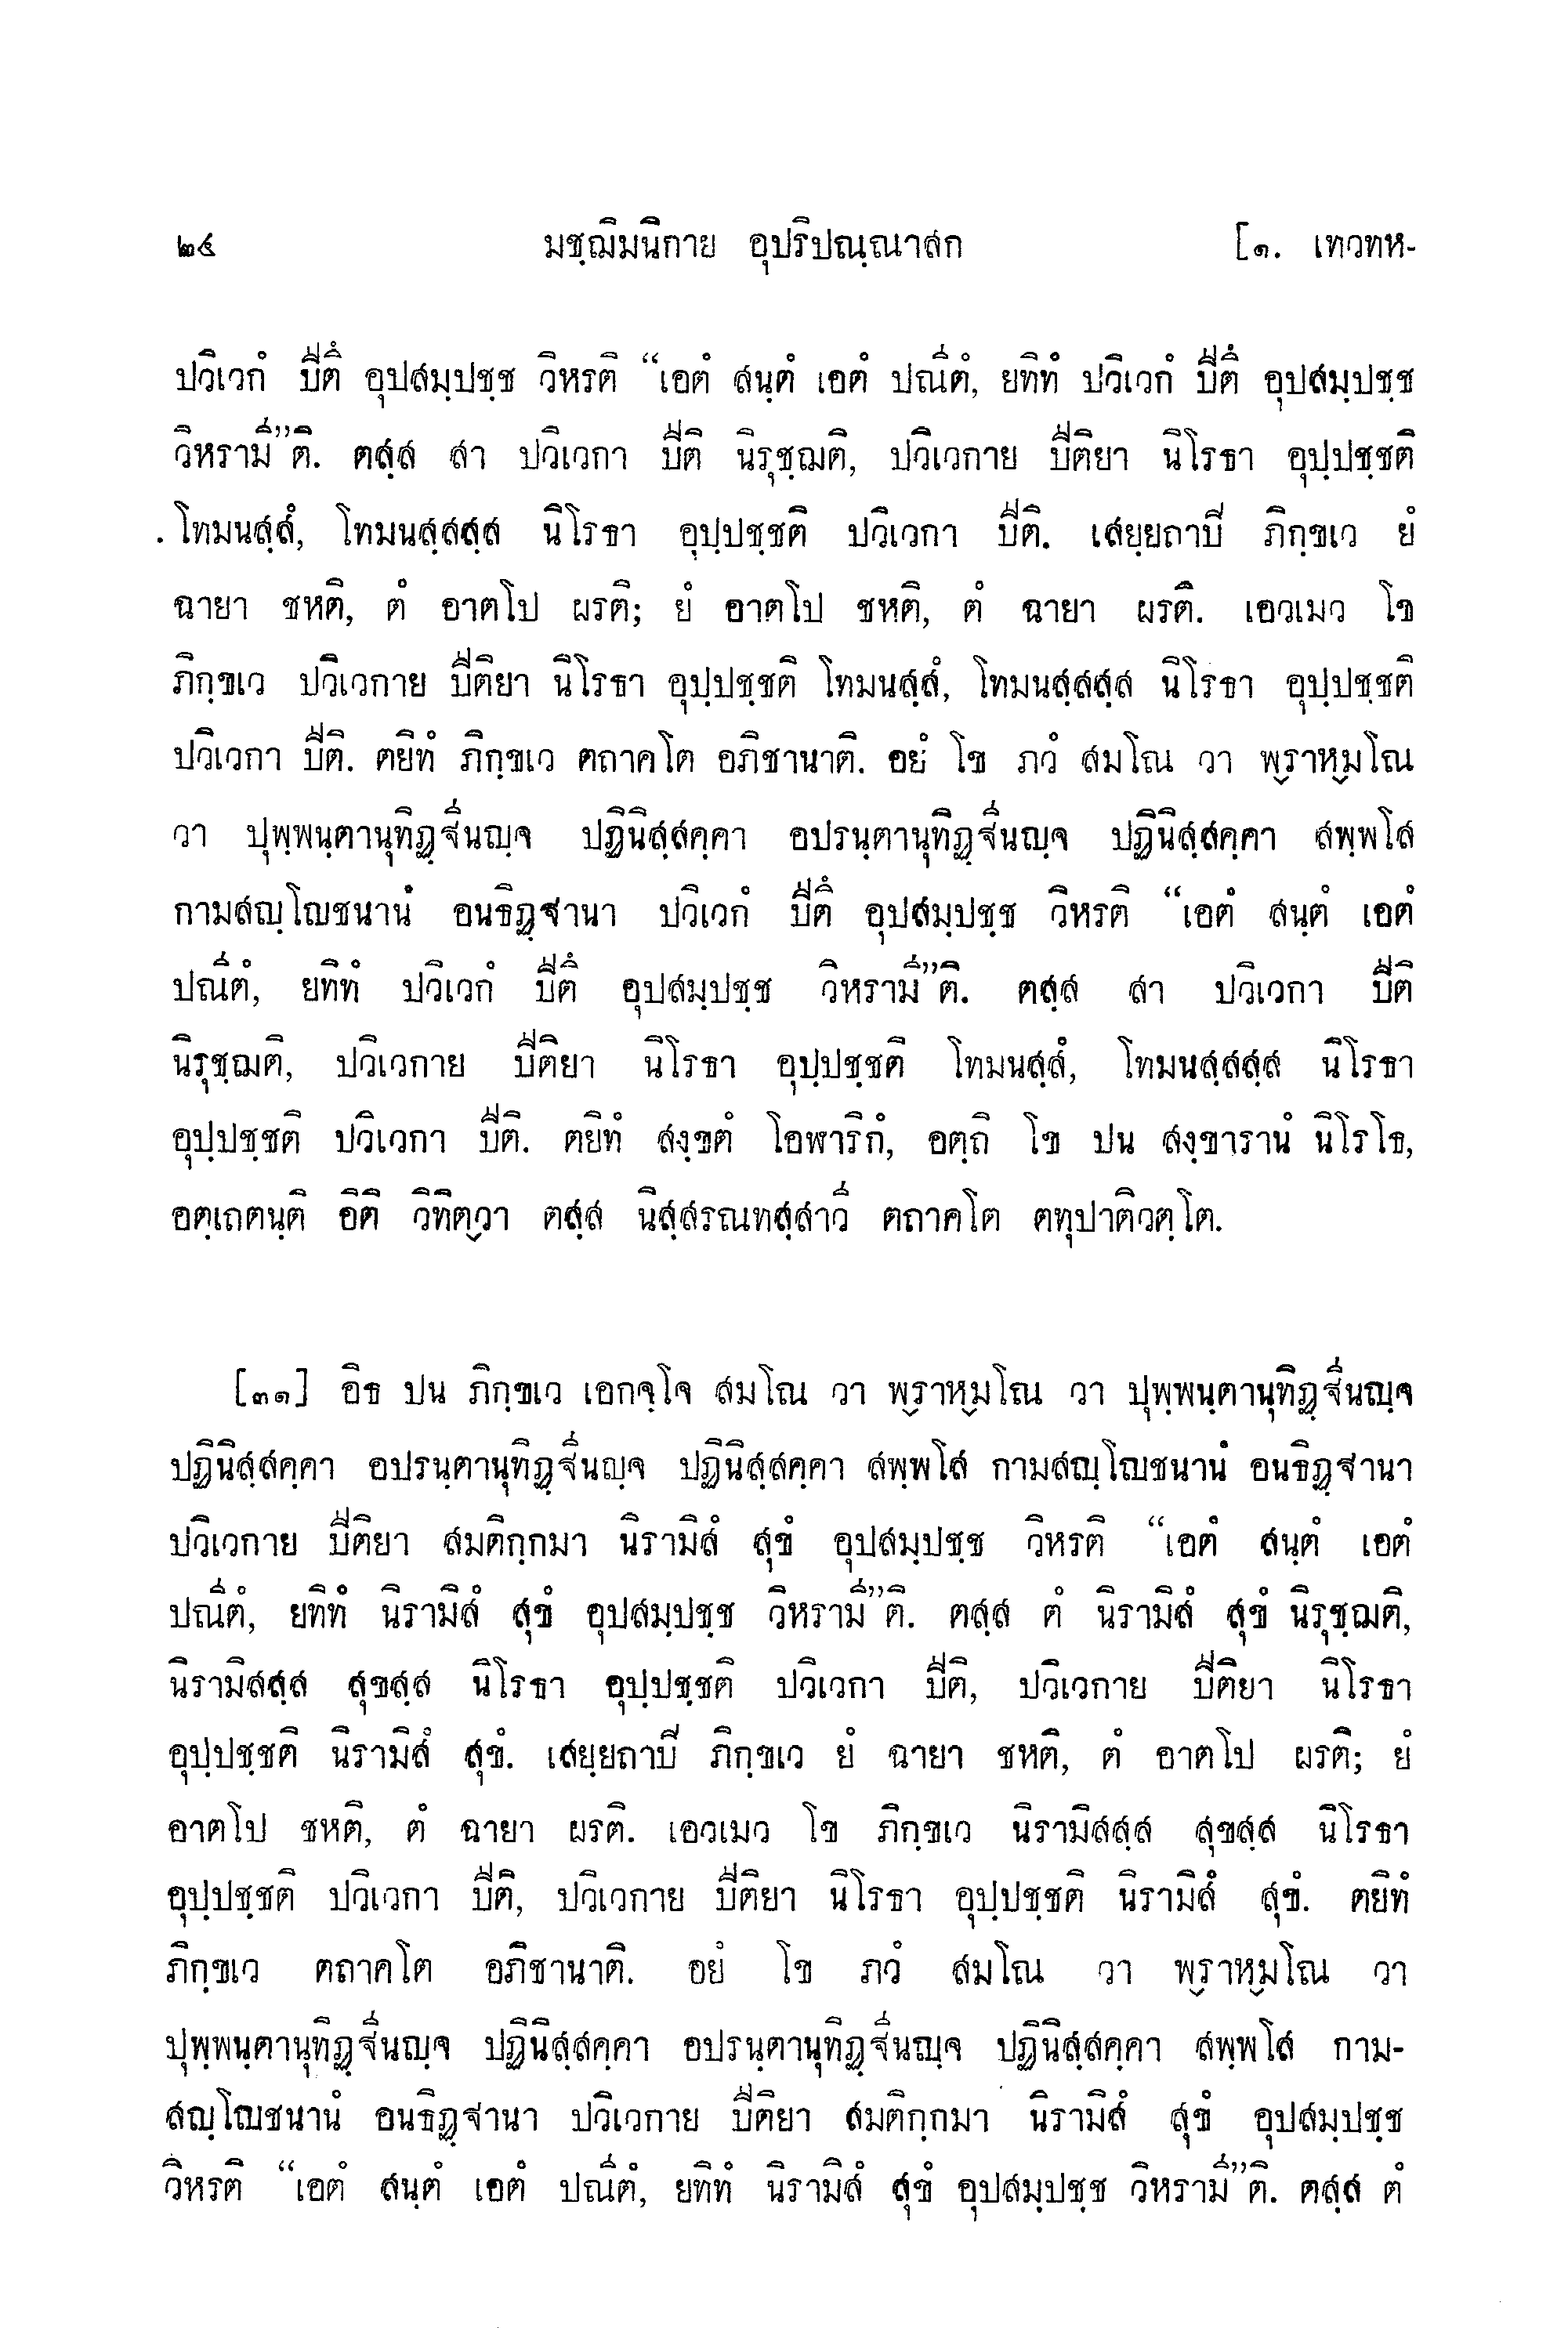 ๒๔ มชฺฌิมนิกาย อุปริปณฺณาสก [๑. เทวทห-
ปวิเวกํ ปีตึ อุปสมฺปชฺช วิหรติ “เอตํ สนฺตํ เอตํ ปณีตํ, ยทิทํ ปวิเวกํ ปีตึ อุปสมฺปชฺช
วิหรามี”ติ. ตสฺส สา ปวิเวกา ปีติ นิรุชฺฌติ, ปวิเวกาย ปีติยา นิโรธา อุปฺปชฺชติ
โทมนสฺสํ, โทมนสฺสสฺส นิโรธา อุปฺปชฺชติ ปวิเวกา ปีติ. เสยฺยถาปี ภิกฺขเว ยํ
ฉายา ชหติ, ตํ อาตโป ผรติ; ยํ อาตโป ชหติ, ตํ ฉายา ผรติ. เอวเมว โข
ภิกฺขเว ปวิเวกาย ปีติยา นิโรธา อุปฺปชฺชติ โทมนสฺสํ, โทมนสฺสสฺส นิโรธา อุปฺปชฺชติ
ปวิเวกา ปีติ. ตยิทํ ภิกฺขเว ตถาคโต อภิชานาติ. อยํ โข ภวํ สมโณ วา พฺราหฺมโณ
วา ปุพฺพนฺตานุทิฏฺฐีนญฺจ ปฏินิสฺสคฺคา อปรนฺตานุทิฏฺฐีนญฺจ ปฏินิสฺสคฺคา สพฺพโส
กามสญฺโญชนานํ อนธิฏฺฐานา ปวิเวกํ ปีตึ อุปสมฺปชฺช วิหรติ “เอตํ สนฺตํ เอตํ
ปณีตํ, ยทิทํ ปวิเวกํ ปีตึ อุปสมฺปชฺช วิหรามี”ติ. ตสฺส สา ปวิเวกา ปีติ
นิรุชฺฌติ, ปวิเวกาย ปีติยา นิโรธา อุปฺปชฺชติ โทมนสฺสํ, โทมนสฺสสฺส นิโรธา
อุปฺปชฺชติ ปวิเวกา ปีติ. ตยิทํ สงฺขตํ โอฬาริกํ, อตฺถิ โข ปน สงฺขารานํ นิโรโธ,
อตฺเถตนฺติ อิติ วิทิตฺวา ตสฺส นิสฺสรณทสฺสาวี ตถาคโต ตทุปาติวตฺโต.
[๓๑] อิธ ปน ภิกฺขเว เอกจฺโจ สมโณ วา พฺราหฺมโณ วา ปุพฺพนฺตานุทิฏฺฐีนญฺจ
ปฏินิสฺสคฺคา อปรนฺตานุทิฏฺฐีนญฺจ ปฏินิสฺสคฺคา สพฺพโส กามสญฺโญชนานํ อนธิฏฺฐานา
ปวิเวกาย ปีติยา สมติกฺกมา นิรามิสํ สุขํ อุปสมฺปชฺช วิหรติ “เอตํ สนฺตํ เอตํ
ปณีตํ, ยทิทํ นิรามิสํ สุขํ อุปสมฺปชฺช วิหรามี”ติ. ตสฺส ตํ นิรามิสํ สุขํ นิรุชฺฌติ,
นิรามิสสฺส สุขสฺส นิโรธา อุปฺปชฺชติ ปวิเวกา ปีติ, ปวิเวกาย ปีติยา นิโรธา
อุปฺปชฺชติ นิรามิสํ สุขํ. เสยฺยถาปี ภิกฺขเว ยํ ฉายา ชหติ, ตํ อาตโป ผรติ; ยํ
อาตโป ชหติ, ตํ ฉายา ผรติ. เอวเมว โข ภิกฺขเว นิรามิสสฺส สุขสฺส นิโรธา
อุปฺปชฺชติ ปวิเวกา ปีติ, ปวิเวกาย ปีติยา นิโรธา อุปฺปชฺชติ นิรามิสํ สุขํ. ตยิทํ
ภิกฺขเว ตถาคโต อภิชานาติ. อยํ โข ภวํ สมโณ วา พฺราหฺมโณ วา
ปุพฺพนฺตานุทิฏฺฐีนญฺจ ปฏินิสฺสคฺคา อปรนฺตานุทิฏฺฐีนญฺจ ปฏินิสฺสคฺคา สพฺพโส กาม-
สญฺโญชนานํ อนธิฏฺฐานา ปวิเวกาย ปีติยา สมติกฺกมา นิรามิสํ สุขํ อุปสมฺปชฺช
วิหรติ “เอตํ สนฺตํ เอตํ ปณีตํ, ยทิทํ นิรามิสํ สุขํ อุปสมฺปชฺช วิหรามี”ติ. ตสฺส ตํ